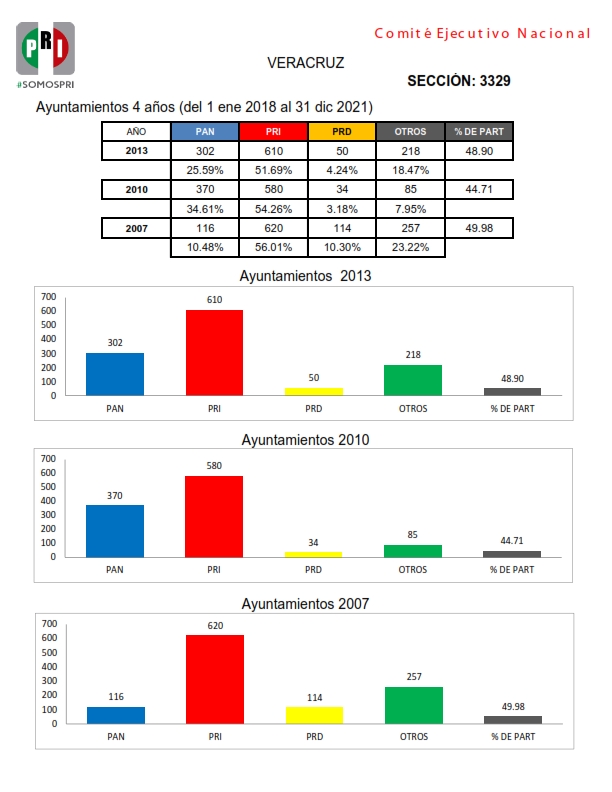 Comité Ejecutivo Nacional
PRI
#SOMOSPRI
VERACRUZ
SECCIÓN: 3329
Ayuntamientos 4 años (del 1 ene 2018 al 31 dic 2021)
AÑO PAN PRI PRD OTROS % DE PART
2013 302 610 50 218 48.90
25.59% 51.69% 4.24% 18.47%
2010 370 580 34 85 44.71
34.61% 54.26% 3.18% 7.95%
2007 116 620 114 257 49.98
10.48% 56.01% 10.30% 23.22%
Ayuntamientos 2013
700
600
500
400
300
200
100
0
302 610 50 218 48.90
PAN PRI PRD OTROS % DE PART
Ayuntamientos 2010
700
600
500
400
300
200
100
0
370 580 34 85 44.71
PAN PRI PRD OTROS % DE PART
Ayuntamientos 2007
700
600
500
400
300
200
100
0
116 620 114 257 49.98
PAN PRI PRD OTROS % DE PART